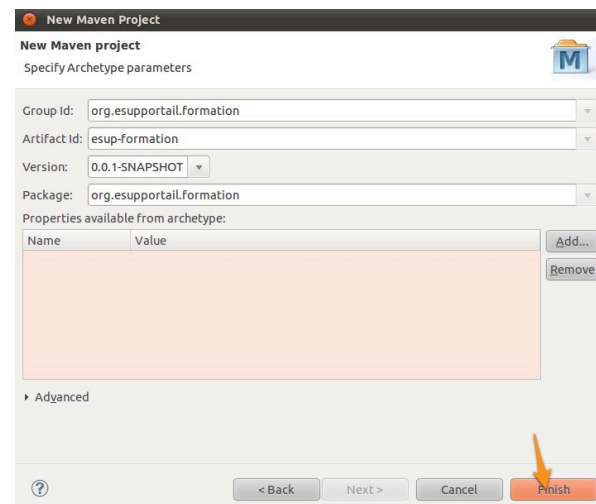 New Maven Project
New Maven project
Specify Archetype parameters
M
Group Id: org.esupportail.formation
Artifact Id: esup-formation
Version: 0.0.1-SNAPSHOT
Package: org.esupportail.formation
Properties available from archetype:
Name Value
Add...
Remove
Advanced
? < Back Next > Cancel Finish